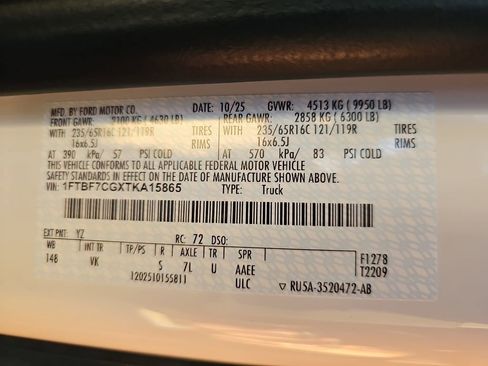 MFD. BY FORD MOTOR CO. DATE: 10/25 GVWR: 4513 KG ( 9950 LB)
FRONT GAWR: 2100 KG ( 4630 LB) REAR GAWR: 2858 KG ( 6300 LB)
WITH 235/65R16C 121/119R TIRES WITH 235/65R16C 121/119R TIRES
16x6.5J RIMS 16x6.5J RIMS
AT 390 kPa/ 57 PSI COLD AT 570 kPa/ 83 PSI COLD
THIS VEHICLE CONFORMS TO ALL APPLICABLE FEDERAL MOTOR VEHICLE
SAFETY STANDARDS IN EFFECT ON THE DATE OF MANUFACTURE SHOWN ABOVE.
VIN: 1FTBF7CGXTKA15865 TYPE: Truck
EXT PNT: YZ RC: 72 DSO:
WB INT TR TP/PS R AXLE TR SPR F1278
148 VK S 7L U AAEE T2209
1202510155811 ULC ▽ RU5A-3520472-AB